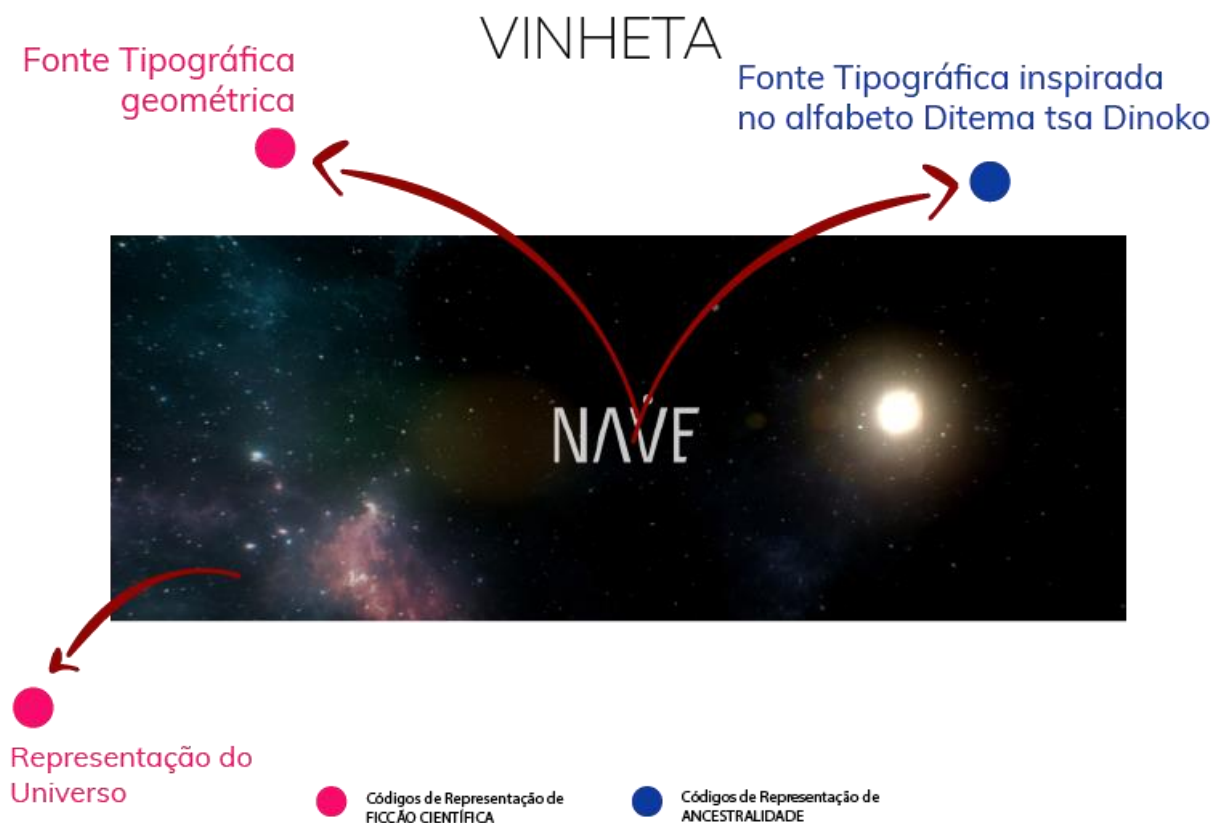 VINHETA
Fonte Tipográfica
geométrica
Fonte Tipográfica inspirada
no alfabeto Ditema tsa Dinoko
NAVE
Representação do
Universo
Códigos de Representação de
FICCÃO CIENTÍFICA
Códigos de Representação de
ANCESTRALIDADE